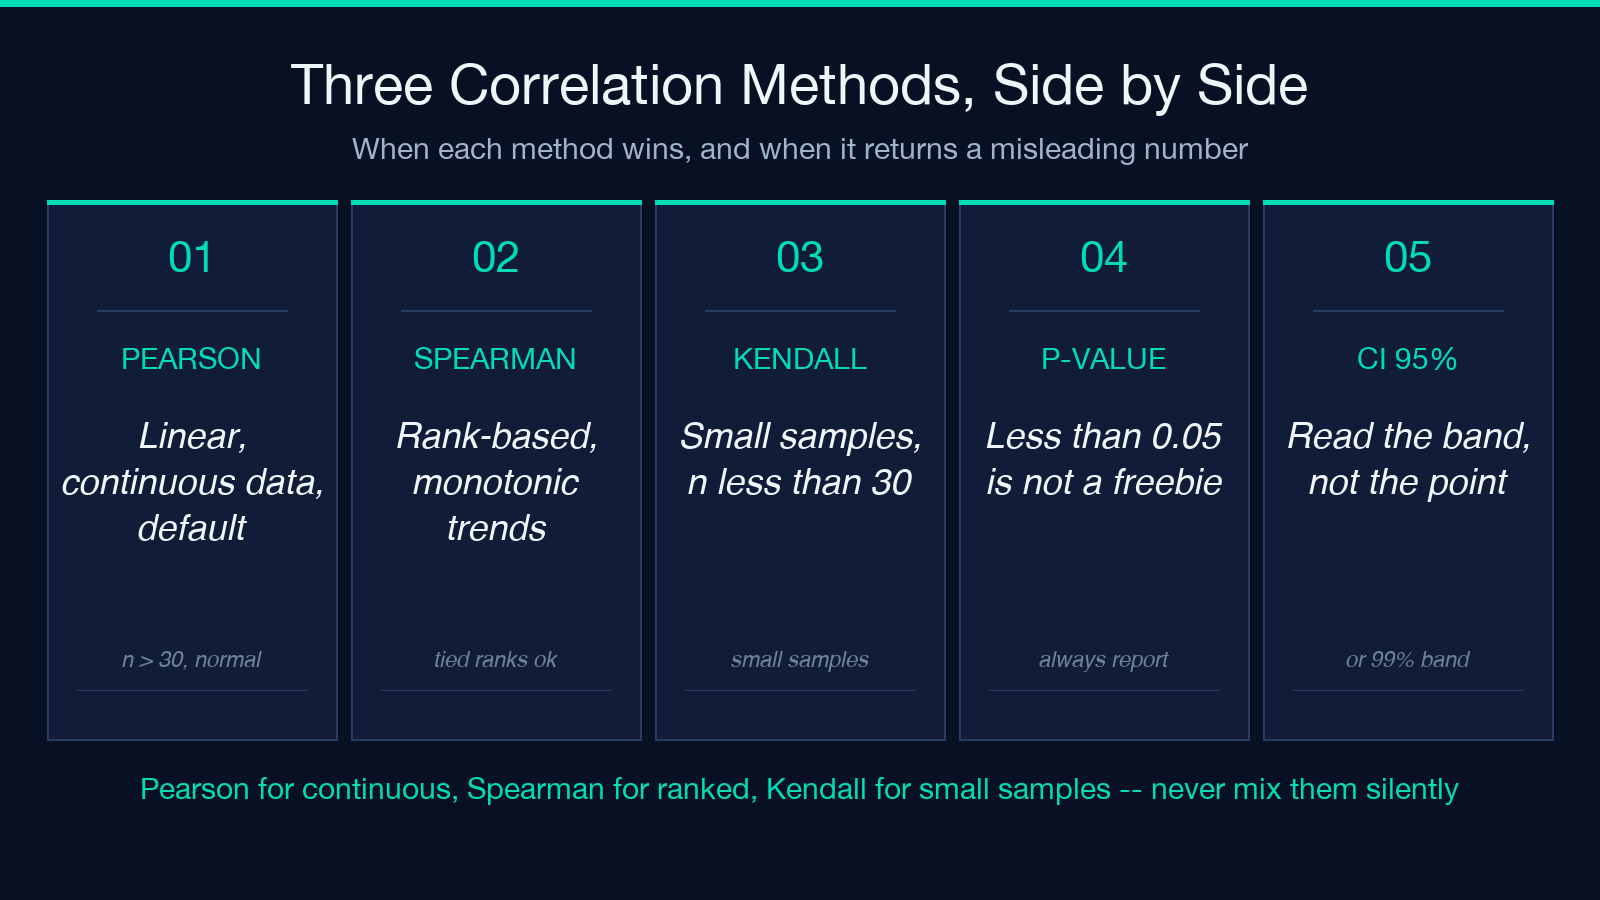 Three Correlation Methods, Side by Side
When each method wins, and when it returns a misleading number
01
PEARSON
Linear,
continuous data,
default
n > 30, normal
02
SPEARMAN
Rank-based,
monotonic
trends
tied ranks ok
03
KENDALL
Small samples,
n less than 30
small samples
04
P-VALUE
Less than 0.05
is not a freebie
always report
05
CI 95%
Read the band,
not the point
or 99% band
Pearson for continuous, Spearman for ranked, Kendall for small samples -- never mix them silently